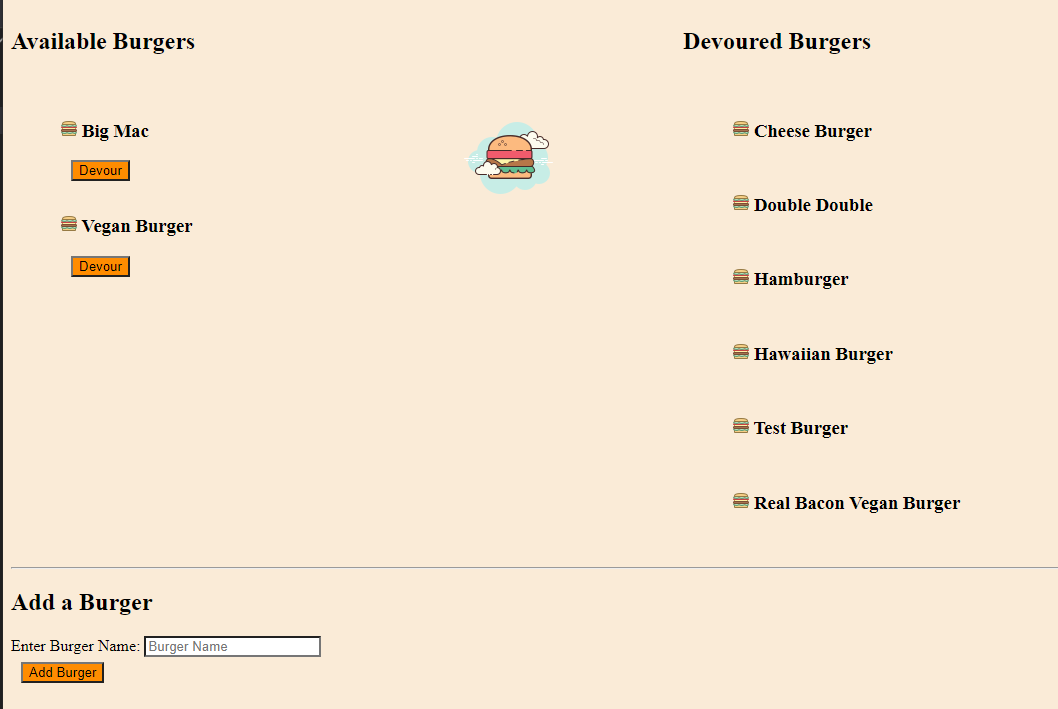 Available Burgers
Big Mac
Devour
Vegan Burger
Devour
Devoured Burgers
Cheese Burger
Double Double
Hamburger
Hawaiian Burger
Test Burger
Real Bacon Vegan Burger
Add a Burger
Enter Burger Name: Burger Name
Add Burger